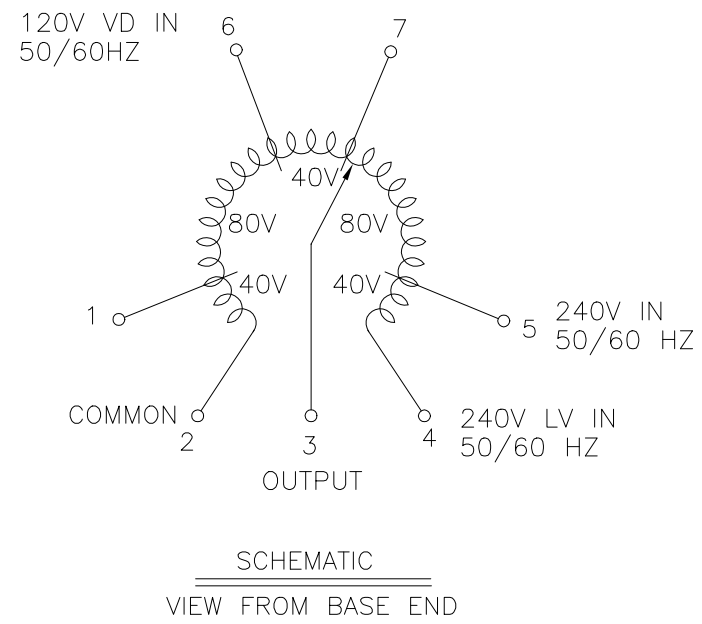 120V VD IN
50/60HZ
6
7
40V
80V
80V
40V
40V
1
5
240V IN
50/60 HZ
COMMON
2
3
OUTPUT
4
240V LV IN
50/60 HZ
SCHEMATIC
VIEW FROM BASE END